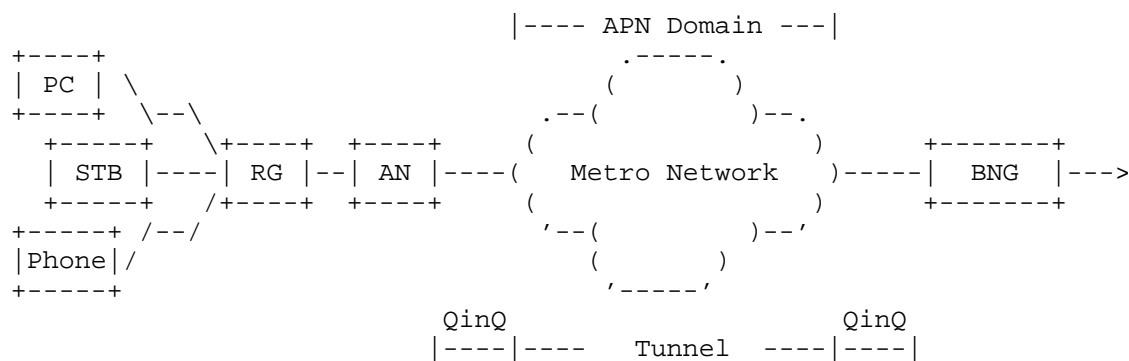 |---- APN Domain ---|
+----+                                 .-----.
| PC |  \                             (       )
+----+   \--\                     .--(         )--.
  +-----+   \+----+  +----+      (                 )      +-------+
  | STB |----| RG |--| AN |----(   Metro Network   )-----|  BNG  |--->
  +-----+   /+----+  +----+      (                 )      +-------+
+-----+ /--/                      '--(         )--'
|Phone|/                             (       )
+-----+                               '-----'
QinQ                      QinQ
|----|----   Tunnel   ----|----|